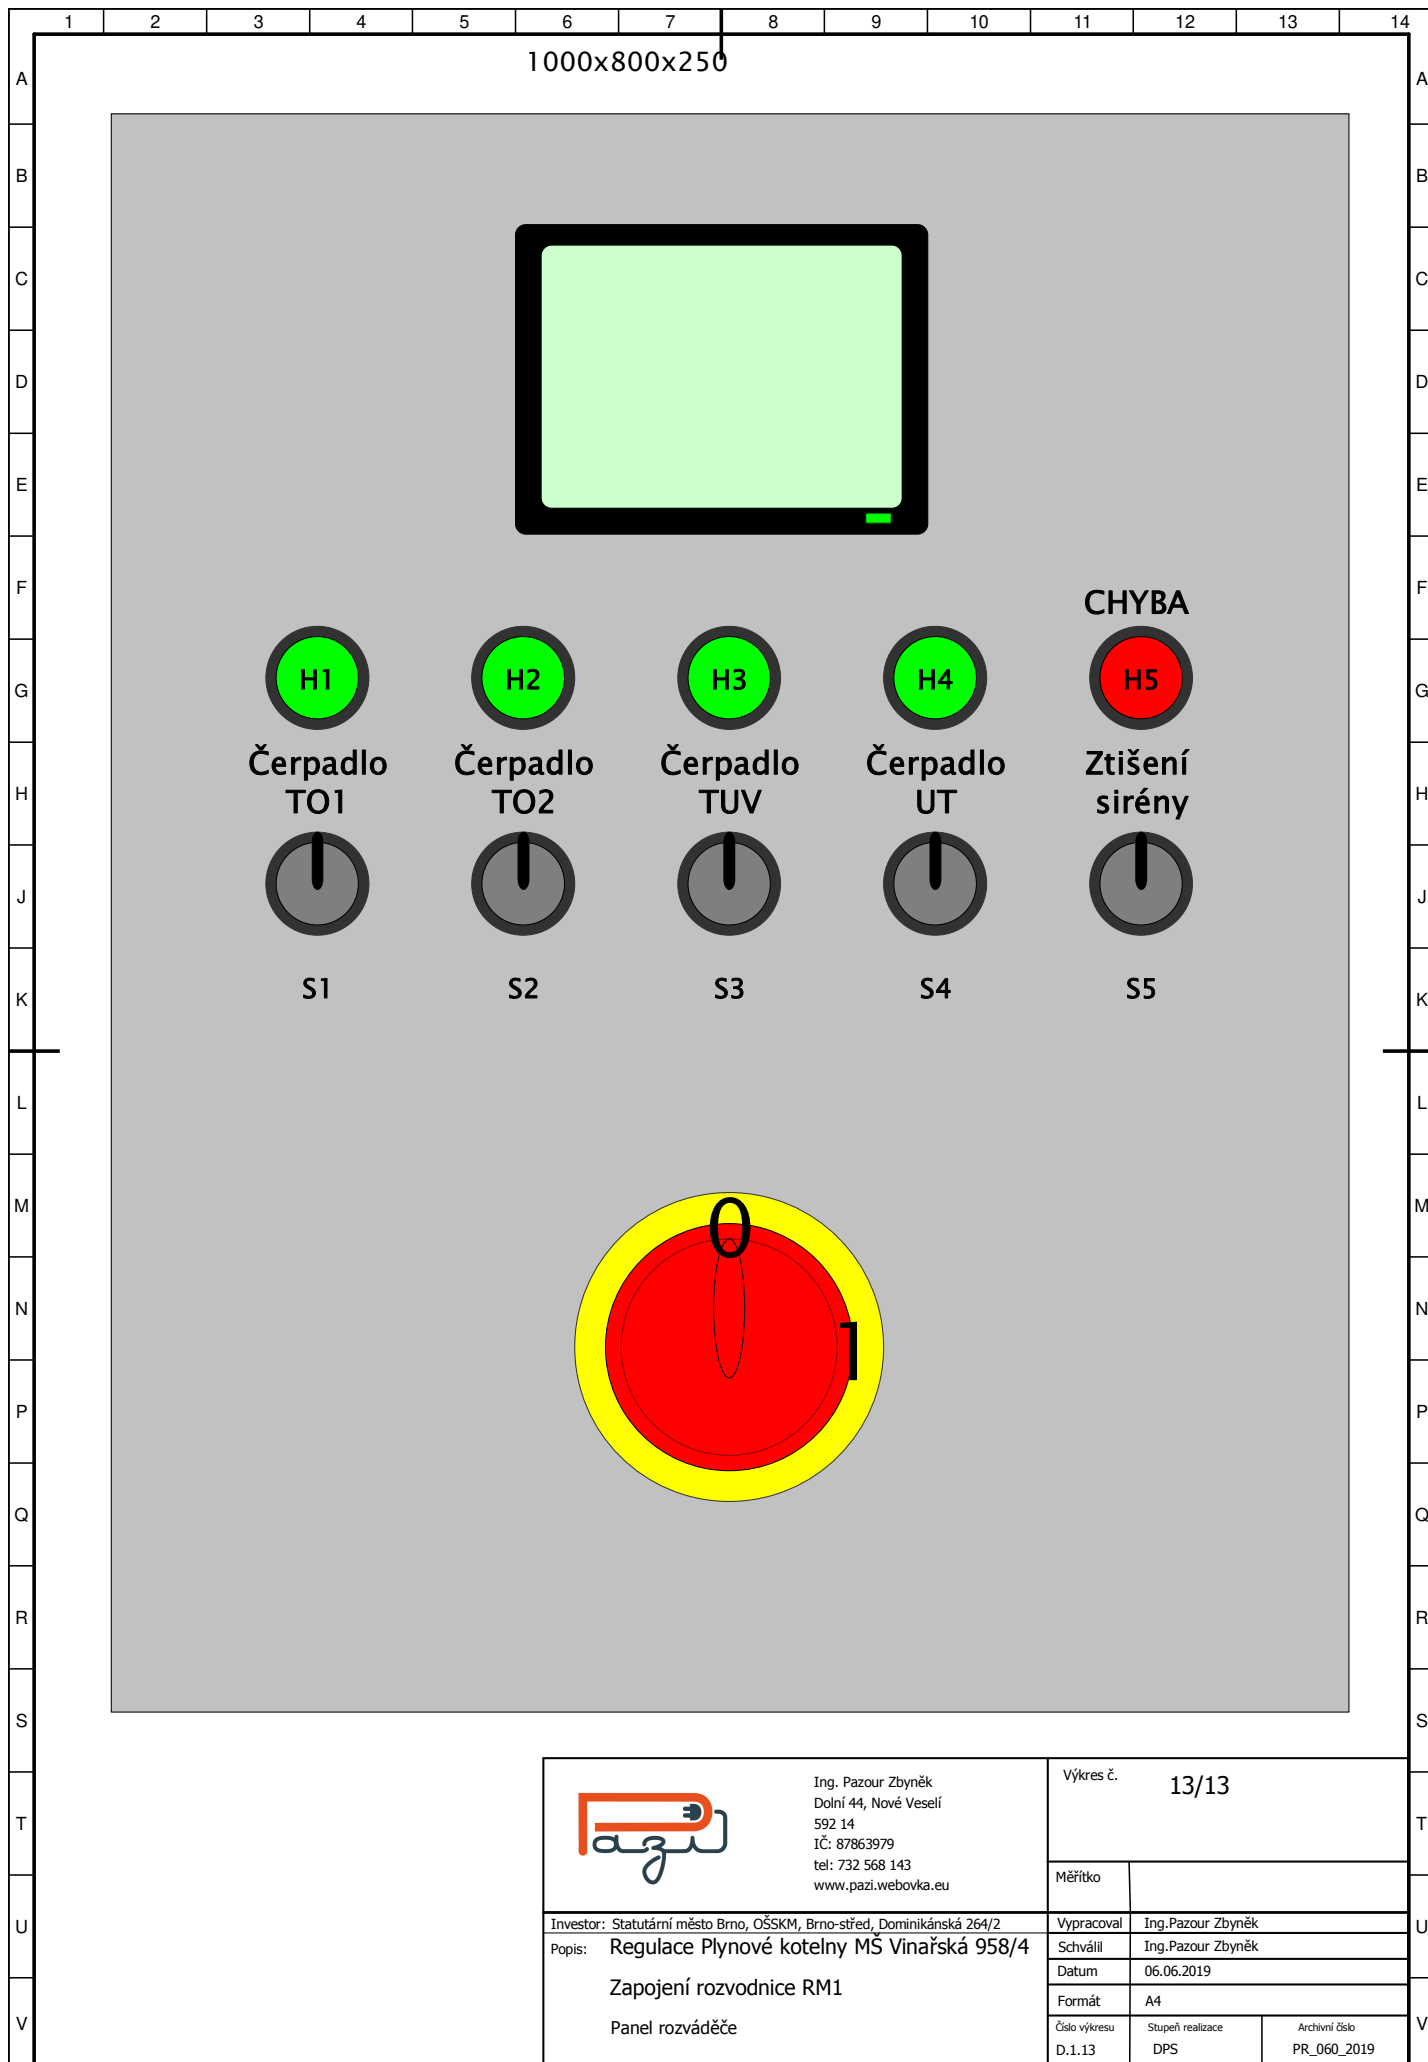 1 2 3 4 5 6 7 8 9 10 11 12 13 14
1000x800x250
A A
B B
C C
D D
E E
F F
CHYBA
H1 H2 H3 H4 H5
G G
Čerpadlo Čerpadlo Čerpadlo Čerpadlo Ztišení
TO1 TO2 TUV UT sirény
H H
J J
S1 S2 S3 S4 S5
K K
L L
M M
0
N N
1
P P
Q Q
R R
S S
T T
U U
V V
Pazi
Ing. Pazour Zbyněk
Dolní 44, Nové Veselí
592 14
IČ: 87863979
tel: 732 568 143
www.pazi.webovka.eu
Výkres č. 13/13
Měřítko
Investor: Statutární město Brno, OŠSKM, Brno-střed, Dominikánská 264/2
Popis: Regulace Plynové kotelny MŠ Vinařská 958/4
Zapojení rozvodnice RM1
Panel rozváděče
Vypracoval Ing.Pazour Zbyněk
Schválil Ing.Pazour Zbyněk
Datum 06.06.2019
Formát A4
Číslo výkresu Stupeň realizace Archivní číslo
D.1.13 DPS PR_060_2019